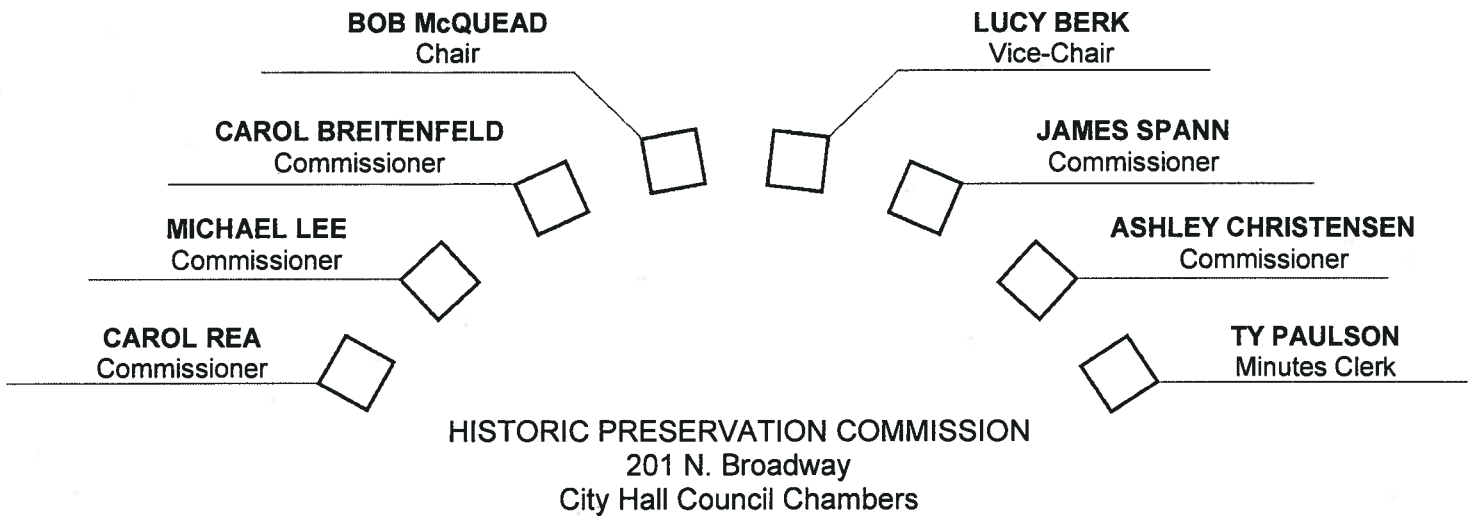 BOB McQUEAD
Chair
LUCY BERK
Vice-Chair
CAROL BREITENFELD
Commissioner
JAMES SPANN
Commissioner
MICHAEL LEE
Commissioner
ASHLEY CHRISTENSEN
Commissioner
CAROL REA
Commissioner
TY PAULSON
Minutes Clerk
HISTORIC PRESERVATION COMMISSION
201 N. Broadway
City Hall Council Chambers